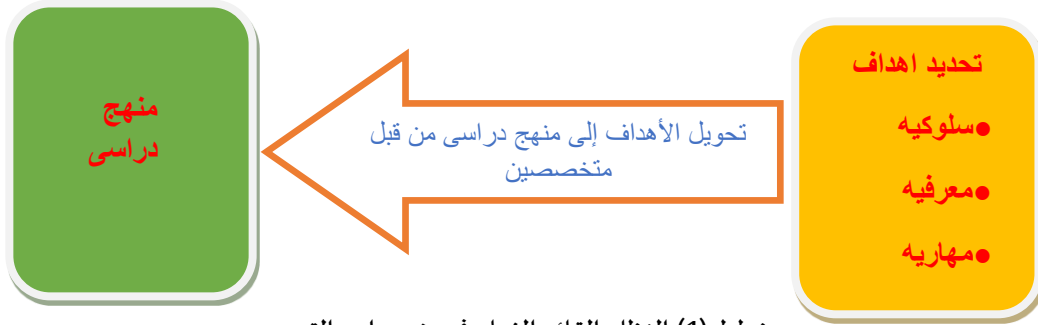 تحديد اهداف
●سلوكيه
●معرفيه
●مهاريه
تحويل الأهداف إلى منهج دراسى من قبل
متخصصين
منهج
دراسى